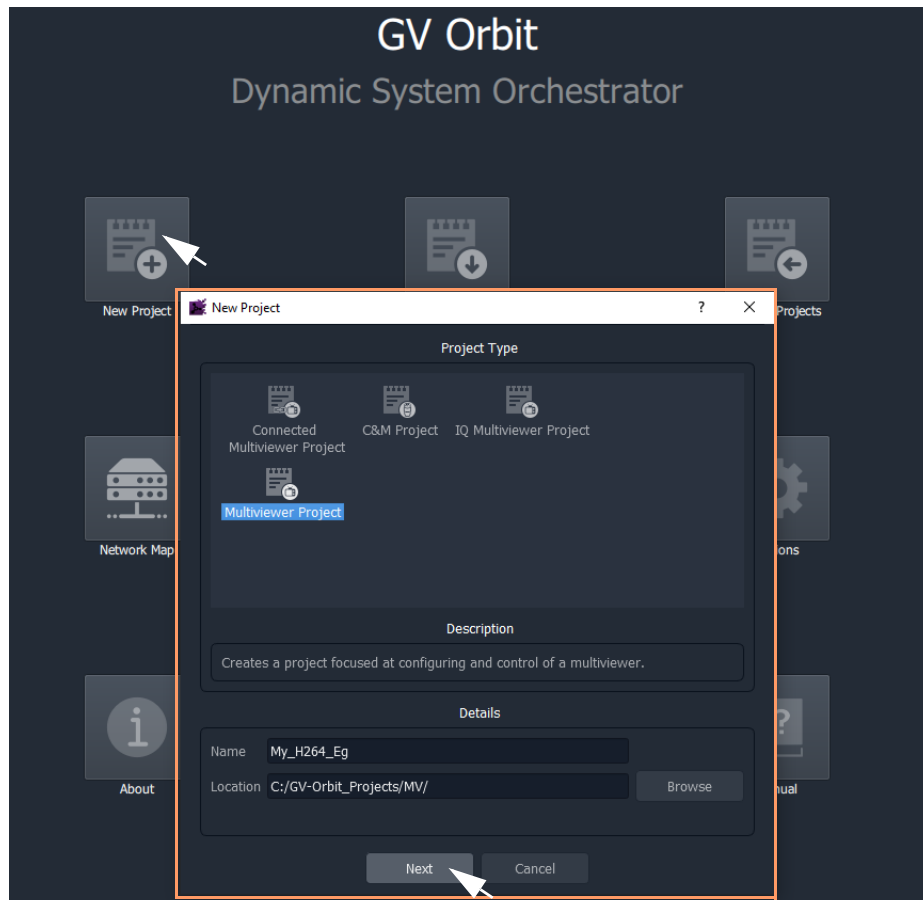 GV Orbit
Dynamic System Orchestrator
New Project
Projects
New Project
?
Project Type
Connected
Multiviewer Project
C&M Project
IQ Multiviewer Project
Multiviewer Project
Network Map
ons
Description
Creates a project focused at configuring and control of a multiviewer.
Details
Name My_H264_Eg
Location C:/GV-Orbit_Projects/MV/ Browse
About
nual
Next
Cancel